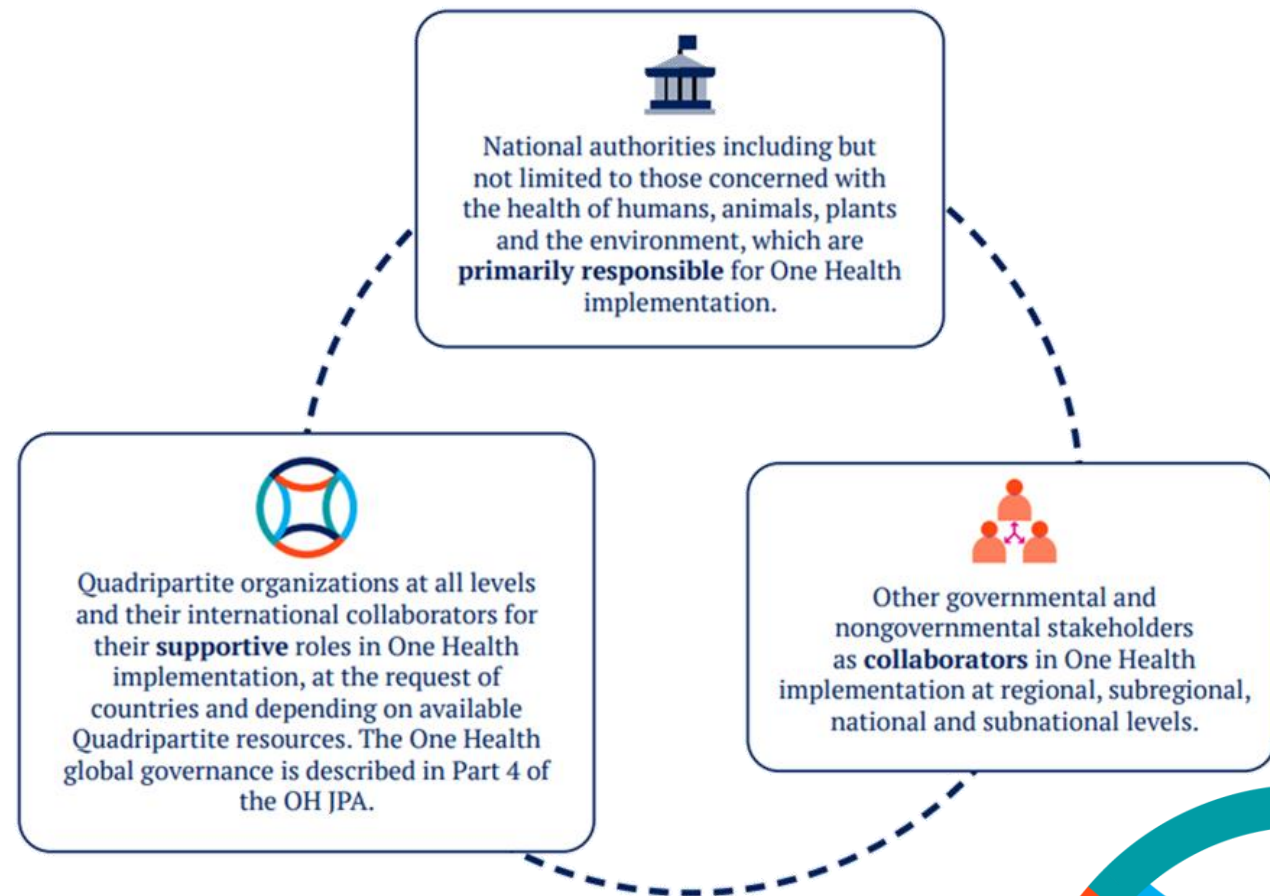 National authorities including but
not limited to those concerned with
the health of humans, animals, plants
and the environment, which are
primarily responsible for One Health
implementation.
Quadripartite organizations at all levels
and their international collaborators for
their supportive roles in One Health
implementation, at the request of
countries and depending on available
Quadripartite resources. The One Health
global governance is described in Part 4 of
the OH JPA.
Other governmental and
nongovernmental stakeholders
as collaborators in One Health
implementation at regional, subregional,
national and subnational levels.